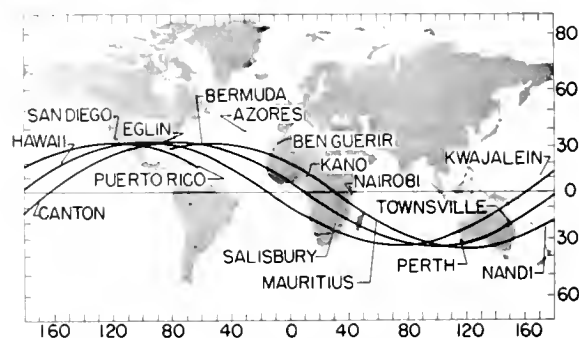 80
BERMUDA
60
SAN DIEGO
EGLIN
AZORES
HAWAII
BEN GUERIR
30
KANO
KWAJALEIN
PUERTO RICO
NAIROBI
0
CANTON
TOWNSVILLE
30
SALISBURY
PERTH
MAURITIUS
NANDI
60
160 120 80 40 0 40 80 120 160